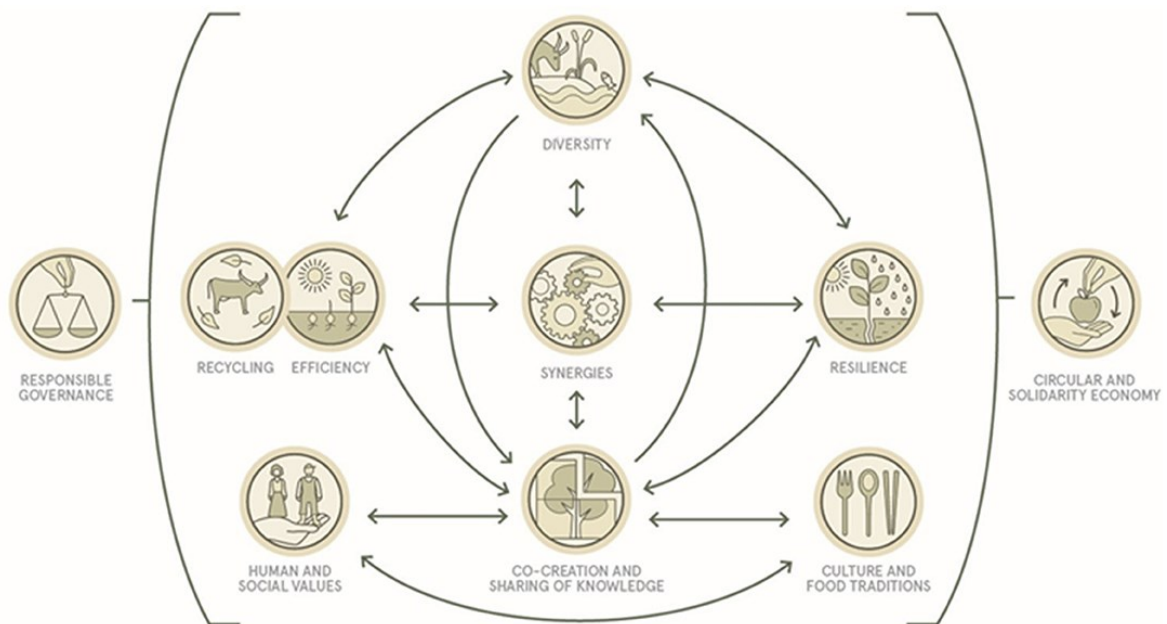 DIVERSITY
RECYCLING
EFFICIENCY
SYNERGIES
RESILIENCE
RESPONSIBLE
GOVERNANCE
CIRCULAR AND
SOLIDARITY ECONOMY
HUMAN AND
SOCIAL VALUES
CO-CREATION AND
SHARING OF KNOWLEDGE
CULTURE AND
FOOD TRADITIONS